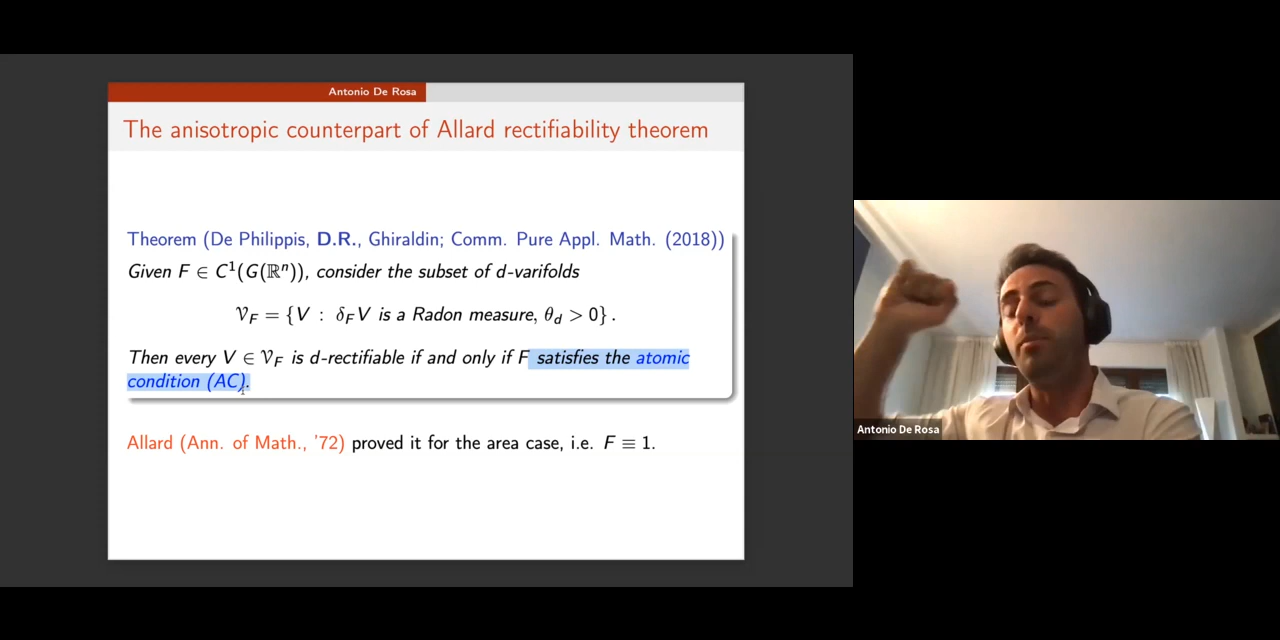 Antonio De Rosa
The anisotropic counterpart of Allard rectifiability theorem
Theorem (De Philippis, D.R., Ghiraldin; Comm. Pure Appl. Math. (2018))
Given F ∈ C¹(G(ℝⁿ)), consider the subset of d-varifolds
𝒱_F = {V : δ_F V is a Radon measure, θ_d > 0} .
Then every V ∈ 𝒱_F is d-rectifiable if and only if F satisfies the atomic
condition (AC).
Allard (Ann. of Math., '72) proved it for the area case, i.e. F ≡ 1.
Antonio De Rosa